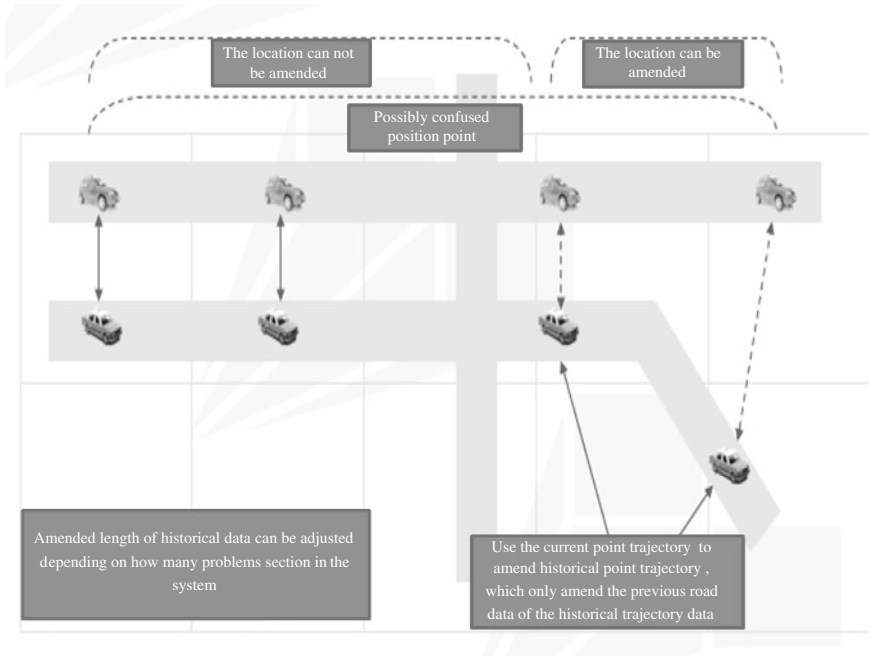 The location can not
be amended
The location can be
amended
Possibly confused
position point
Amended length of historical data can be adjusted
depending on how many problems section in the
system
Use the current point trajectory to
amend historical point trajectory ,
which only amend the previous road
data of the historical trajectory data